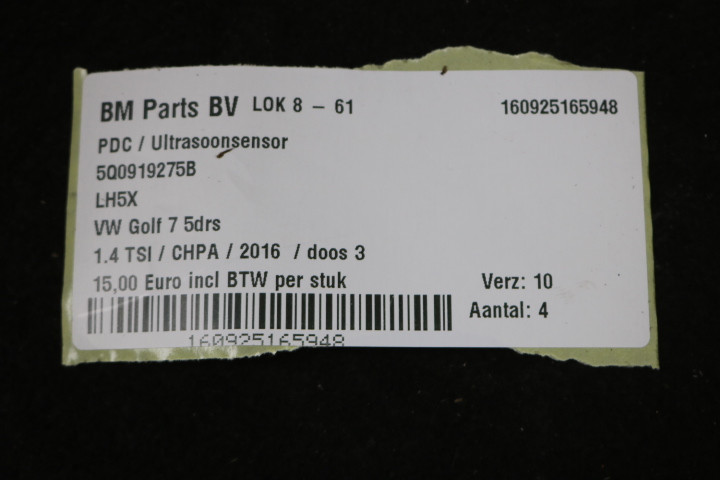 BM Parts BV LOK 8 - 61 160925165948
PDC / Ultrasoonsensor
5Q0919275B
LH5X
VW Golf 7 5drs
1.4 TSI / CHPA / 2016 / doos 3
15,00 Euro incl BTW per stuk Verz: 10
Aantal: 4
160925165948